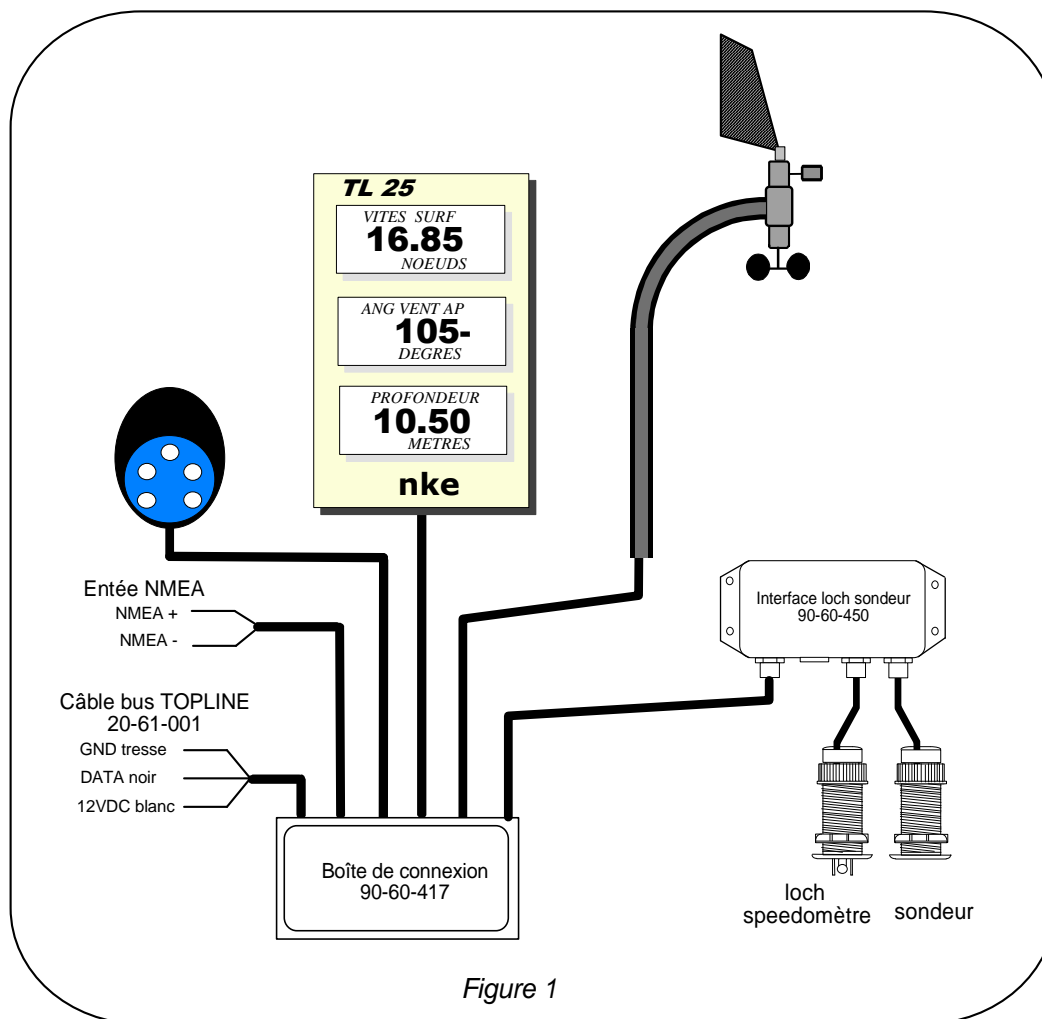 TL 25
VITES SURF
16.85
NOEUDS
ANG VENT AP
105-
DEGRES
PROFONDEUR
10.50
METRES
nke
Entée NMEA
NMEA +
NMEA -
Câble bus TOPLINE
20-61-001
GND tresse
DATA noir
12VDC blanc
Boîte de connexion
90-60-417
Interface loch sondeur
90-60-450
loch
speedomètre
sondeur
Figure 1